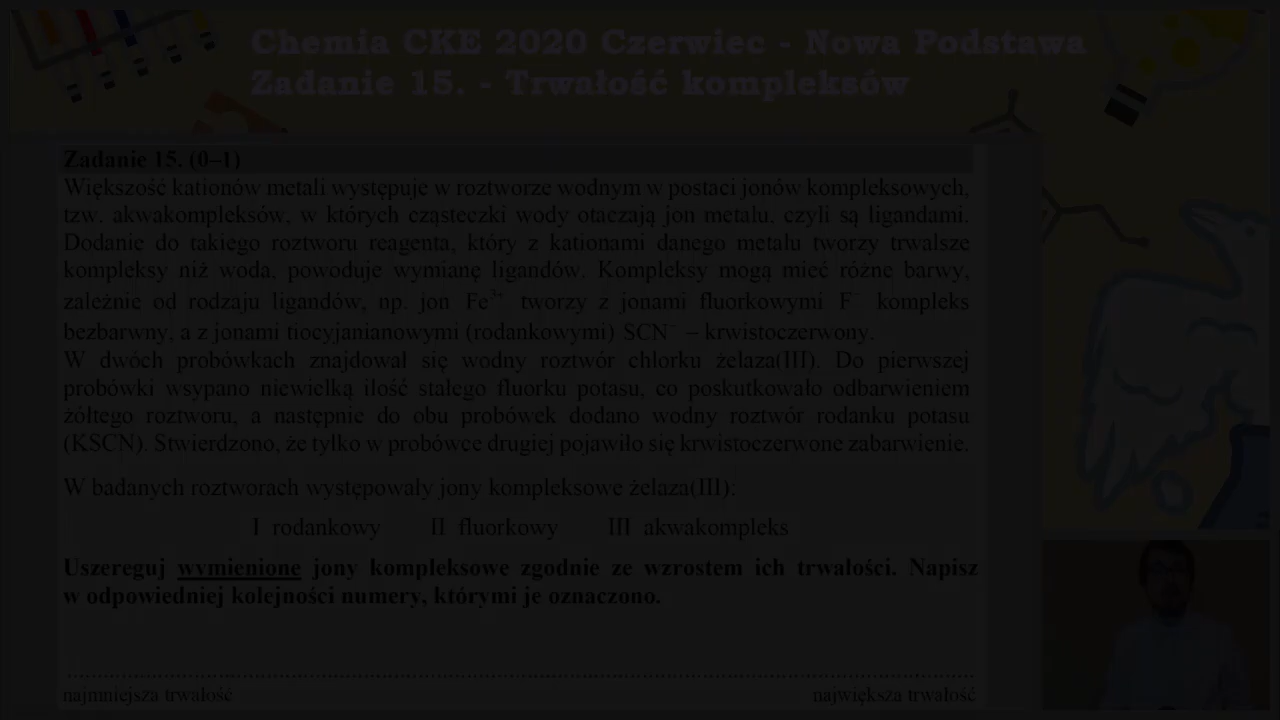 Chemia CKE 2020 Czerwiec - Nowa Podstawa
Zadanie 15. - Trwałość kompleksów
Zadanie 15. (0–1)
Większość kationów metali występuje w roztworze wodnym w postaci jonów kompleksowych,
tzw. akwakompleksów, w których cząsteczki wody otaczają jon metalu, czyli są ligandami.
Dodanie do takiego roztworu reagenta, który z kationami danego metalu tworzy trwalsze
kompleksy niż woda, powoduje wymianę ligandów. Kompleksy mogą mieć różne barwy,
zależnie od rodzaju ligandów, np. jon Fe³⁺ tworzy z jonami fluorkowymi F⁻ kompleks
bezbarwny, a z jonami tiocyjanianowymi (rodankowymi) SCN⁻ – krwistoczerwony.
W dwóch probówkach znajdował się wodny roztwór chlorku żelaza(III). Do pierwszej
probówki wsypano niewielką ilość stałego fluorku potasu, co poskutkowało odbarwieniem
żółtego roztworu, a następnie do obu probówek dodano wodny roztwór rodanku potasu
(KSCN). Stwierdzono, że tylko w probówce drugiej pojawiło się krwistoczerwone zabarwienie.
W badanych roztworach występowały jony kompleksowe żelaza(III):
I rodankowy II fluorkowy III akwakompleks
Uszereguj wymienione jony kompleksowe zgodnie ze wzrostem ich trwałości. Napisz
w odpowiedniej kolejności numery, którymi je oznaczono.
najmniejsza trwałość największa trwałość